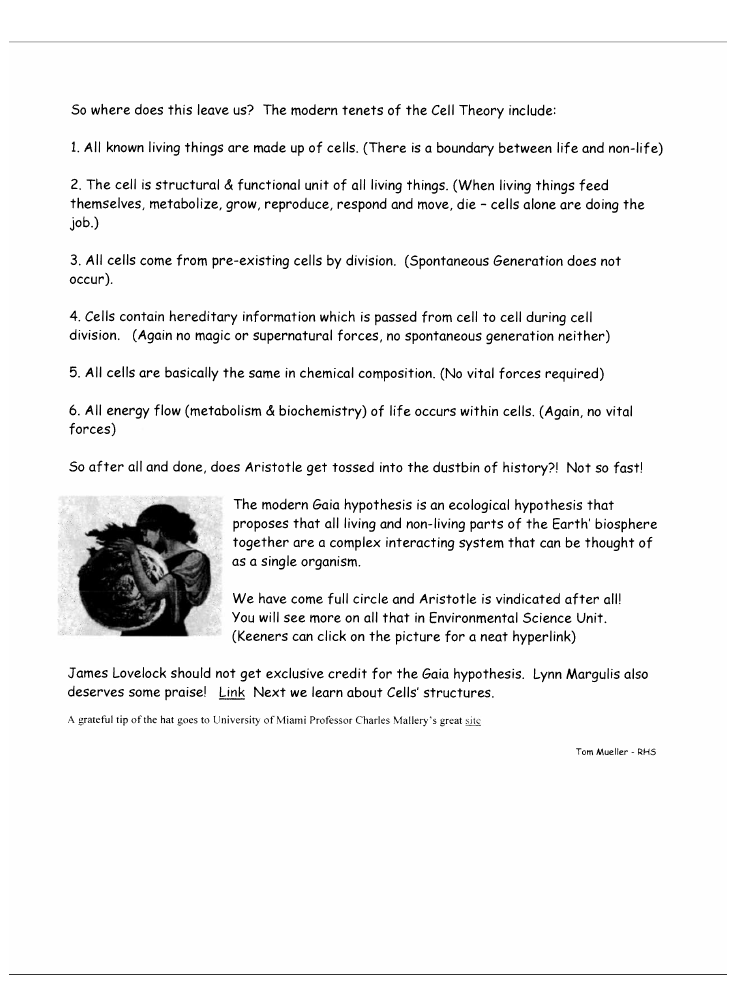 So where does this leave us? The modern tenets of the Cell Theory include:
1. All known living things are made up of cells. (There is a boundary between life and non-life)
2. The cell is structural & functional unit of all living things. (When living things feed
themselves, metabolize, grow, reproduce, respond and move, die – cells alone are doing the
job.)
3. All cells come from pre-existing cells by division. (Spontaneous Generation does not
occur).
4. Cells contain hereditary information which is passed from cell to cell during cell
division. (Again no magic or supernatural forces, no spontaneous generation neither)
5. All cells are basically the same in chemical composition. (No vital forces required)
6. All energy flow (metabolism & biochemistry) of life occurs within cells. (Again, no vital
forces)
So after all and done, does Aristotle get tossed into the dustbin of history?! Not so fast!
The modern Gaia hypothesis is an ecological hypothesis that
proposes that all living and non-living parts of the Earth' biosphere
together are a complex interacting system that can be thought of
as a single organism.
We have come full circle and Aristotle is vindicated after all!
You will see more on all that in Environmental Science Unit.
(Keeners can click on the picture for a neat hyperlink)
James Lovelock should not get exclusive credit for the Gaia hypothesis. Lynn Margulis also
deserves some praise! Link Next we learn about Cells' structures.
A grateful tip of the hat goes to University of Miami Professor Charles Mallery's great site
Tom Mueller - RHS